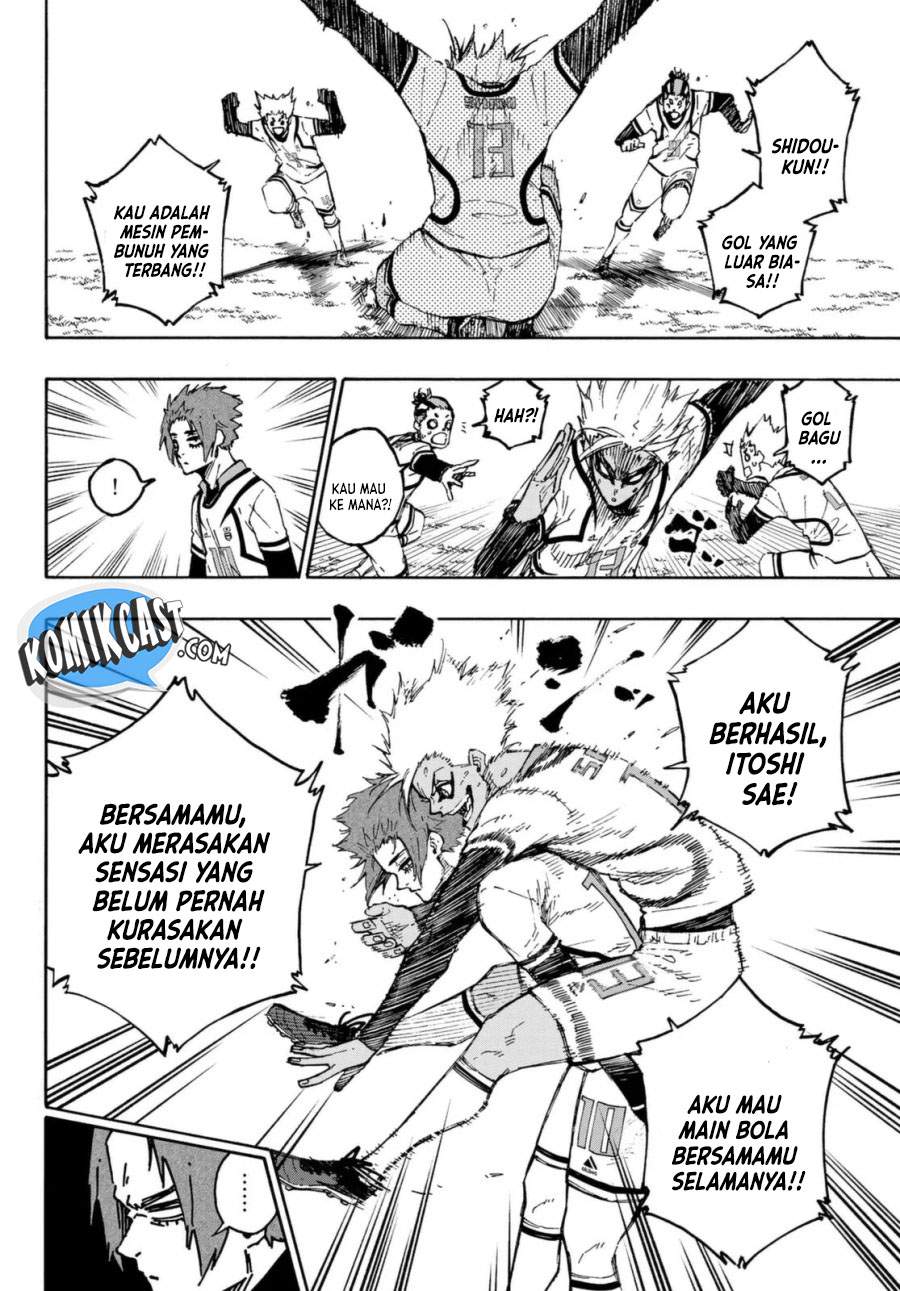 SHIDOU-
KUN!!
GOL YANG
LUAR BIA-
SA!!
KAU ADALAH
MESIN PEM-
BUNUH YANG
TERBANG!!
13
GOL
BAGU
...
HAH?!
KAU MAU
KE MANA?!
!
KOMIKCAST
.COM
AKU
BERHASIL,
ITOSHI
SAE!
BERSAMAMU,
AKU MERASAKAN
SENSASI YANG
BELUM PERNAH
KURASAKAN
SEBELUMNYA!!
10
AKU MAU
MAIN BOLA
BERSAMAMU
SELAMANYA!!
......